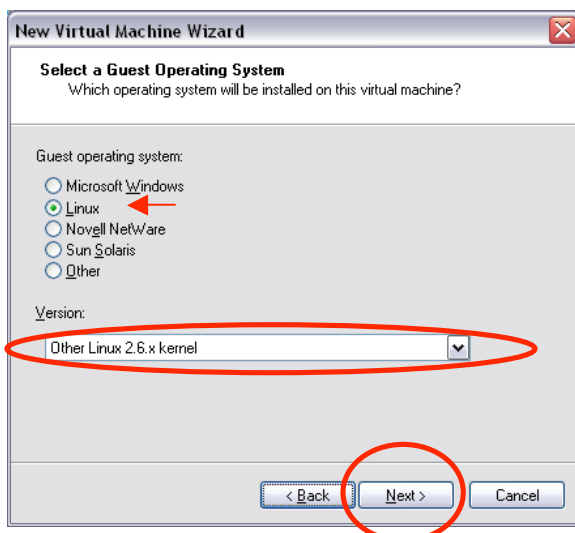 New Virtual Machine Wizard
Select a Guest Operating System
Which operating system will be installed on this virtual machine?
Guest operating system:
Microsoft Windows
Linux
Novell NetWare
Sun Solaris
Other
Version:
Other Linux 2.6.x kernel
< Back Next > Cancel